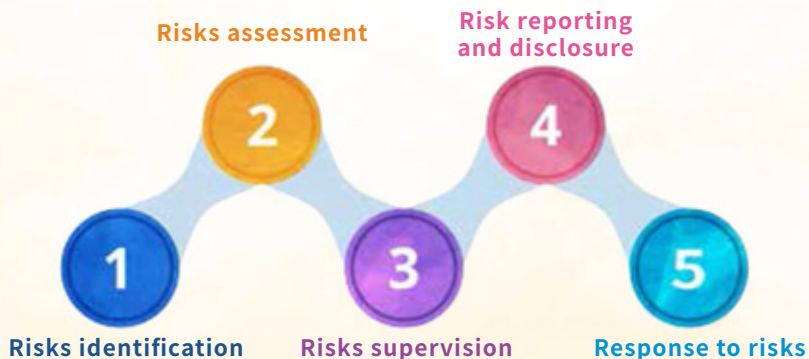 Risks assessment
Risk reporting
and disclosure
2
4
1
3
5
Risks identification
Risks supervision
Response to risks